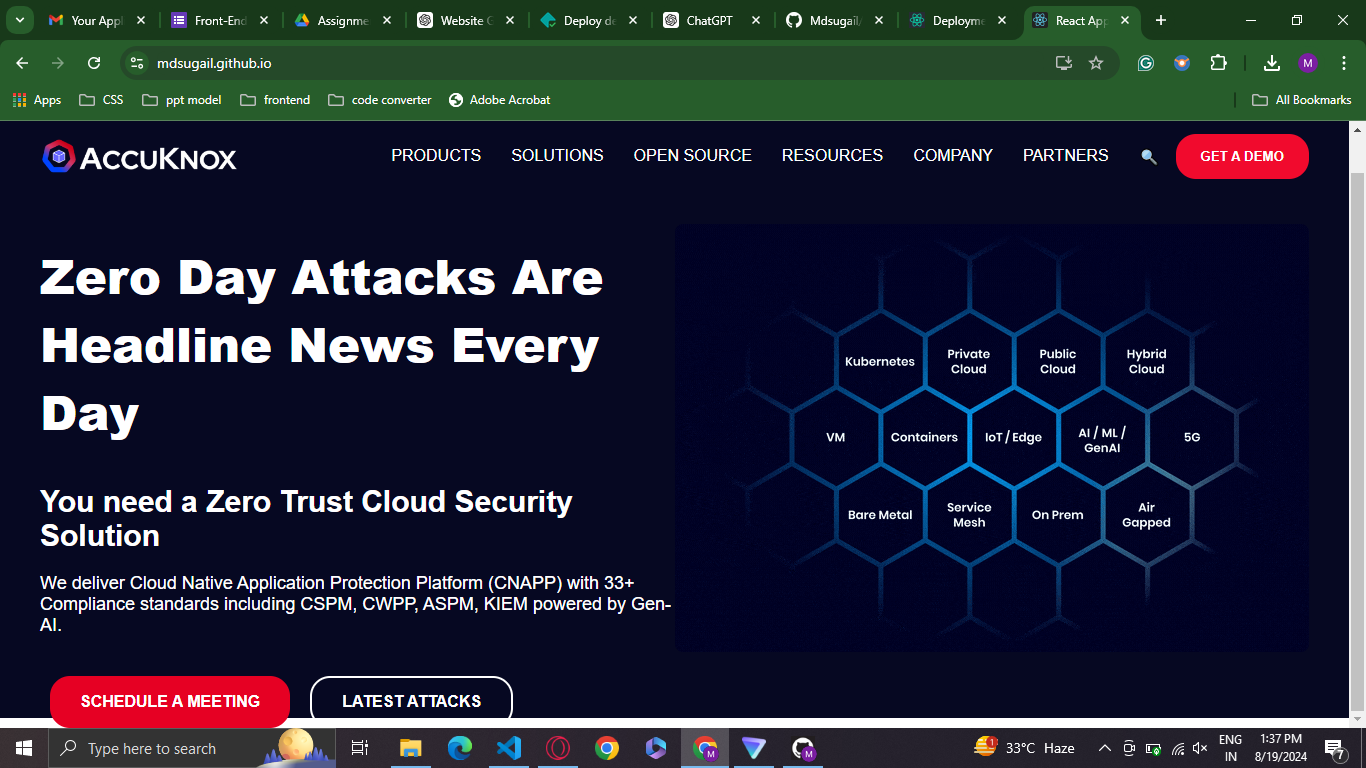 Your Appl
Front-End
Assignme
Website G
Deploy de
ChatGPT
Mdsugail/
Deployme
React App
mdsugail.github.io
M
Apps
CSS
ppt model
frontend
code converter
Adobe Acrobat
All Bookmarks
ACCUKNOX
PRODUCTS
SOLUTIONS
OPEN SOURCE
RESOURCES
COMPANY
PARTNERS
GET A DEMO
Zero Day Attacks Are
Headline News Every
Day
You need a Zero Trust Cloud Security
Solution
We deliver Cloud Native Application Protection Platform (CNAPP) with 33+
Compliance standards including CSPM, CWPP, ASPM, KIEM powered by Gen-
AI.
SCHEDULE A MEETING
LATEST ATTACKS
Kubernetes
Private
Cloud
Public
Cloud
Hybrid
Cloud
VM
Containers
IoT / Edge
AI / ML /
GenAI
5G
Bare Metal
Service
Mesh
On Prem
Air
Gapped
Type here to search
M
M
1
33°C Haze
ENG
IN
1:37 PM
8/19/2024
7